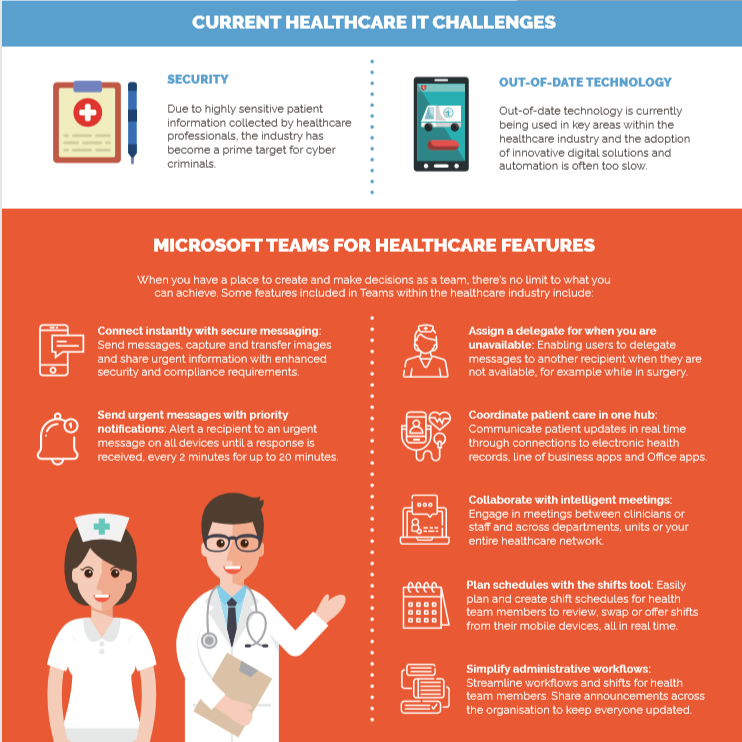 CURRENT HEALTHCARE IT CHALLENGES
SECURITY
Due to highly sensitive patient
information collected by healthcare
professionals, the industry has
become a prime target for cyber
criminals.
OUT-OF-DATE TECHNOLOGY
Out-of-date technology is currently
being used in key areas within the
healthcare industry and the adoption
of innovative digital solutions and
automation is often too slow.
MICROSOFT TEAMS FOR HEALTHCARE FEATURES
When you have a place to create and make decisions as a team, there's no limit to what you
can achieve. Some features included in Teams within the healthcare industry include:
Connect instantly with secure messaging:
Send messages, capture and transfer images
and share urgent information with enhanced
security and compliance requirements.
Send urgent messages with priority
notifications: Alert a recipient to an urgent
message on all devices until a response is
received, every 2 minutes for up to 20 minutes.
Assign a delegate for when you are
unavailable: Enabling users to delegate
messages to another recipient when they are
not available, for example while in surgery.
Coordinate patient care in one hub:
Communicate patient updates in real time
through connections to electronic health
records, line of business apps and Office apps.
Collaborate with intelligent meetings:
Engage in meetings between clinicians or
staff and across departments, units or your
entire healthcare network.
Plan schedules with the shifts tool: Easily
plan and create shift schedules for health
team members to review, swap or offer shifts
from their mobile devices, all in real time.
Simplify administrative workflows:
Streamline workflows and shifts for health
team members. Share announcements across
the organisation to keep everyone updated.